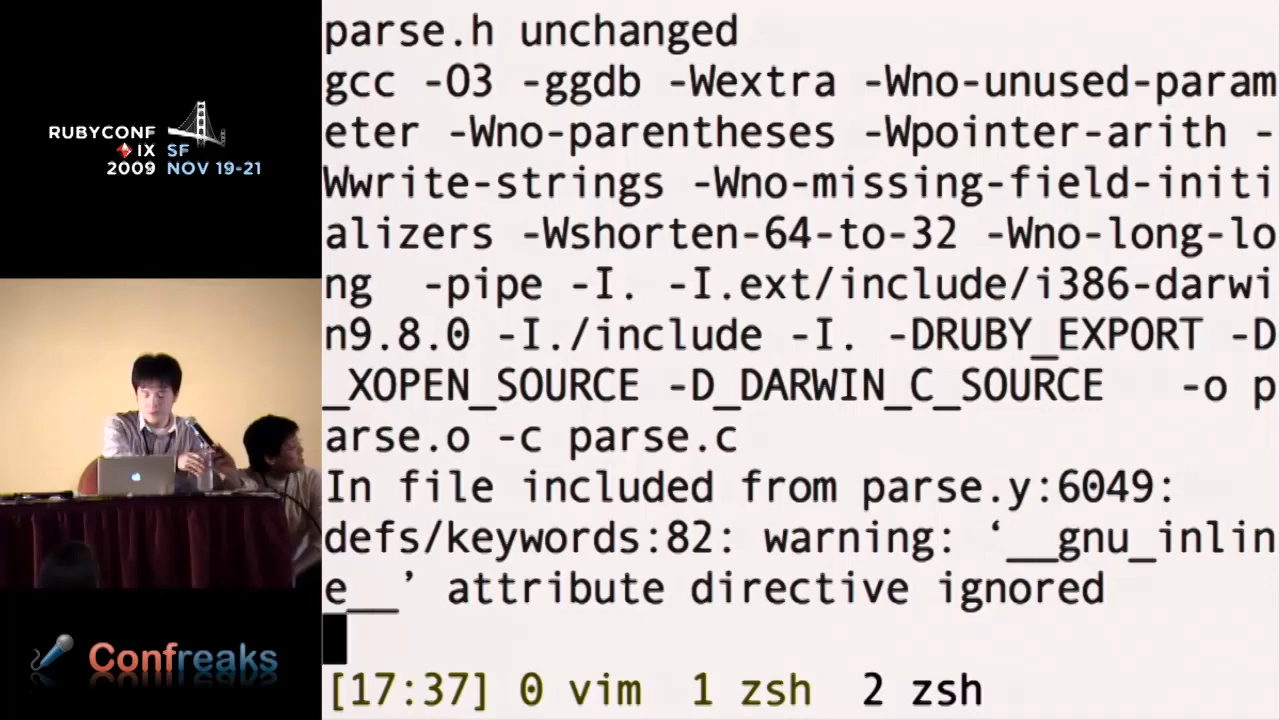 RUBYCONF
IX SF
2009 NOV 19-21
parse.h unchanged
gcc -O3 -ggdb -Wextra -Wno-unused-param
eter -Wno-parentheses -Wpointer-arith -
Wwrite-strings -Wno-missing-field-initi
alizers -Wshorten-64-to-32 -Wno-long-lo
ng  -pipe -I. -I.ext/include/i386-darwi
n9.8.0 -I./include -I. -DRUBY_EXPORT -D
_XOPEN_SOURCE -D_DARWIN_C_SOURCE   -o p
arse.o -c parse.c
In file included from parse.y:6049:
defs/keywords:82: warning: ‘__gnu_inlin
e__’ attribute directive ignored
[17:37] 0 vim  1 zsh  2 zsh
Confreaks